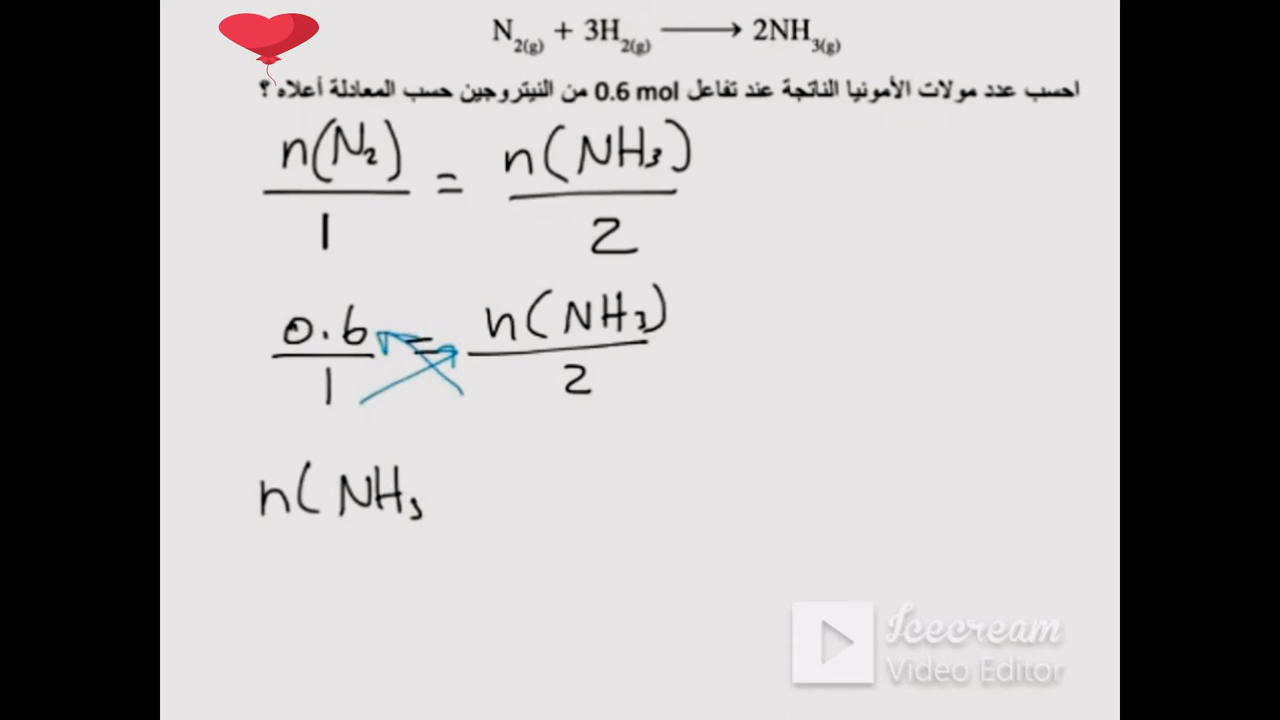 N2(g) + 3H2(g) ⟶ 2NH3(g)
احسب عدد مولات الأمونيا الناتجة عند تفاعل 0.6 mol من النيتروجين حسب المعادلة أعلاه ؟
n(N2) = n(NH3)
1 2
0.6 = n(NH3)
1 2
n(NH3
Icecream
Video Editor